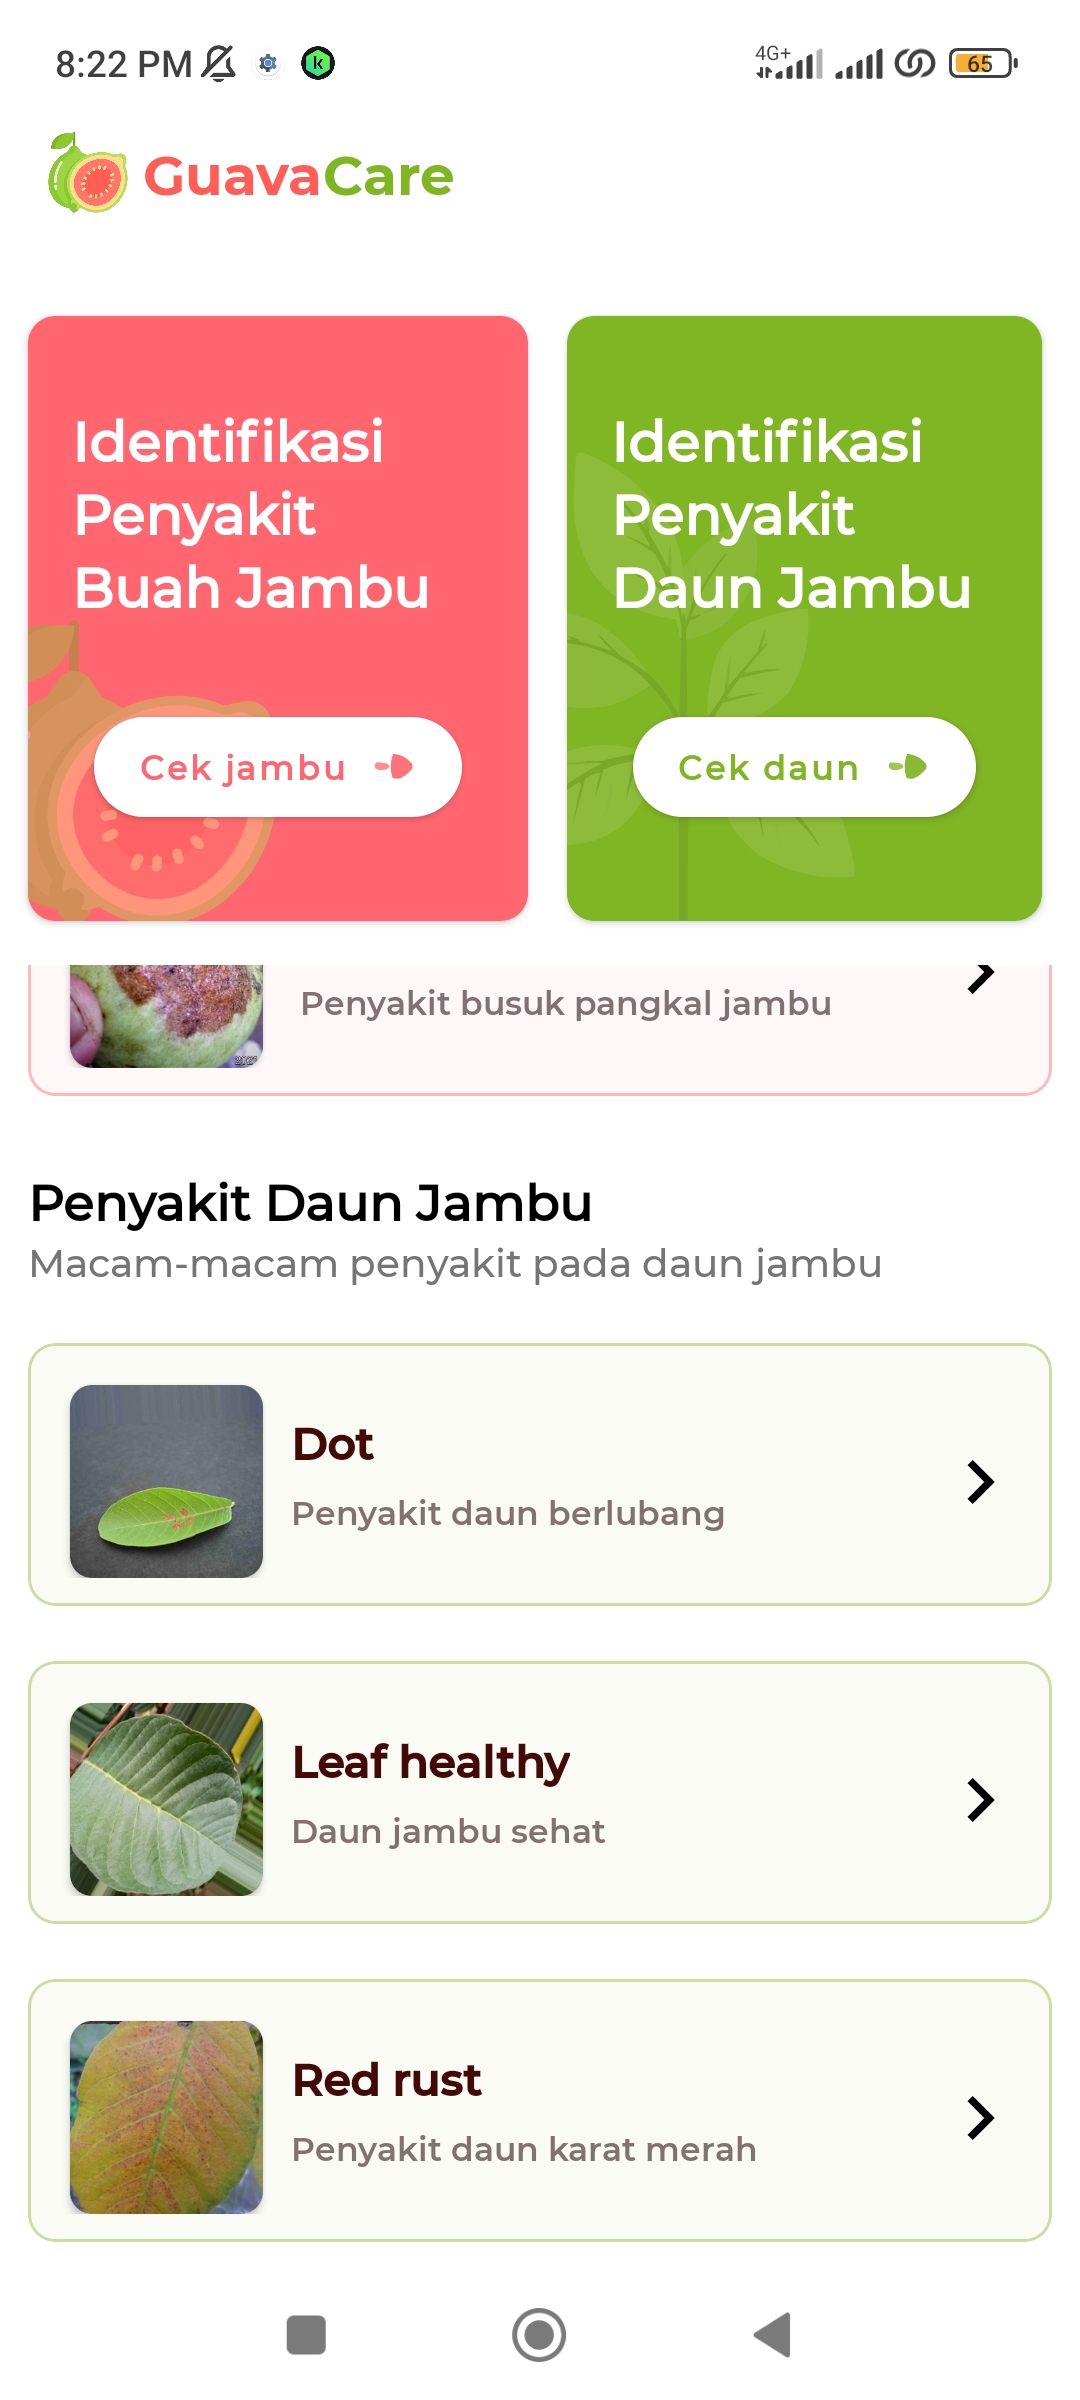 8:22 PM
4G+
65
GuavaCare
Identifikasi
Penyakit
Buah Jambu
Cek jambu
Identifikasi
Penyakit
Daun Jambu
Cek daun
Penyakit busuk pangkal jambu
Penyakit Daun Jambu
Macam-macam penyakit pada daun jambu
Dot
Penyakit daun berlubang
Leaf healthy
Daun jambu sehat
Red rust
Penyakit daun karat merah